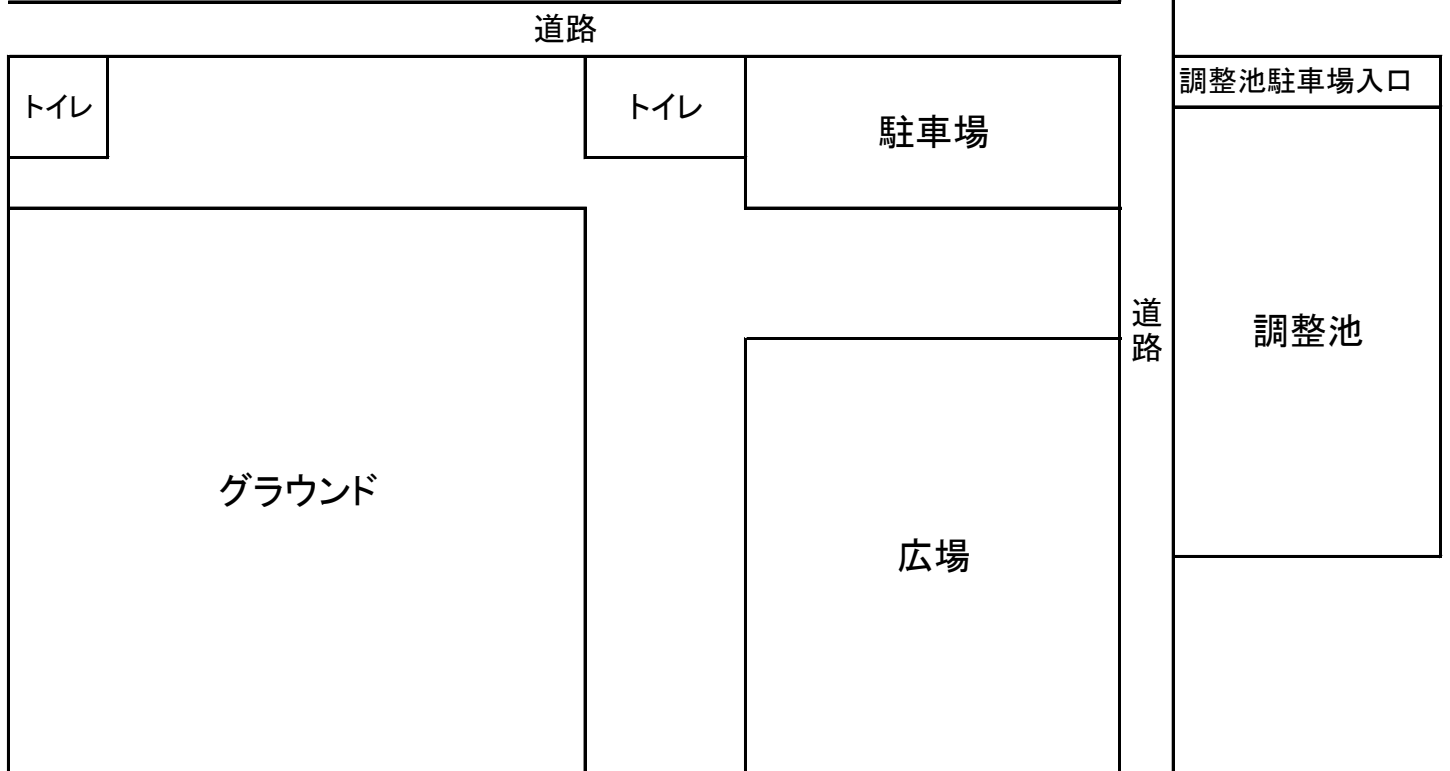 道路
トイレ
トイレ
駐車場
調整池駐車場入口
道路
調整池
グラウンド
広場